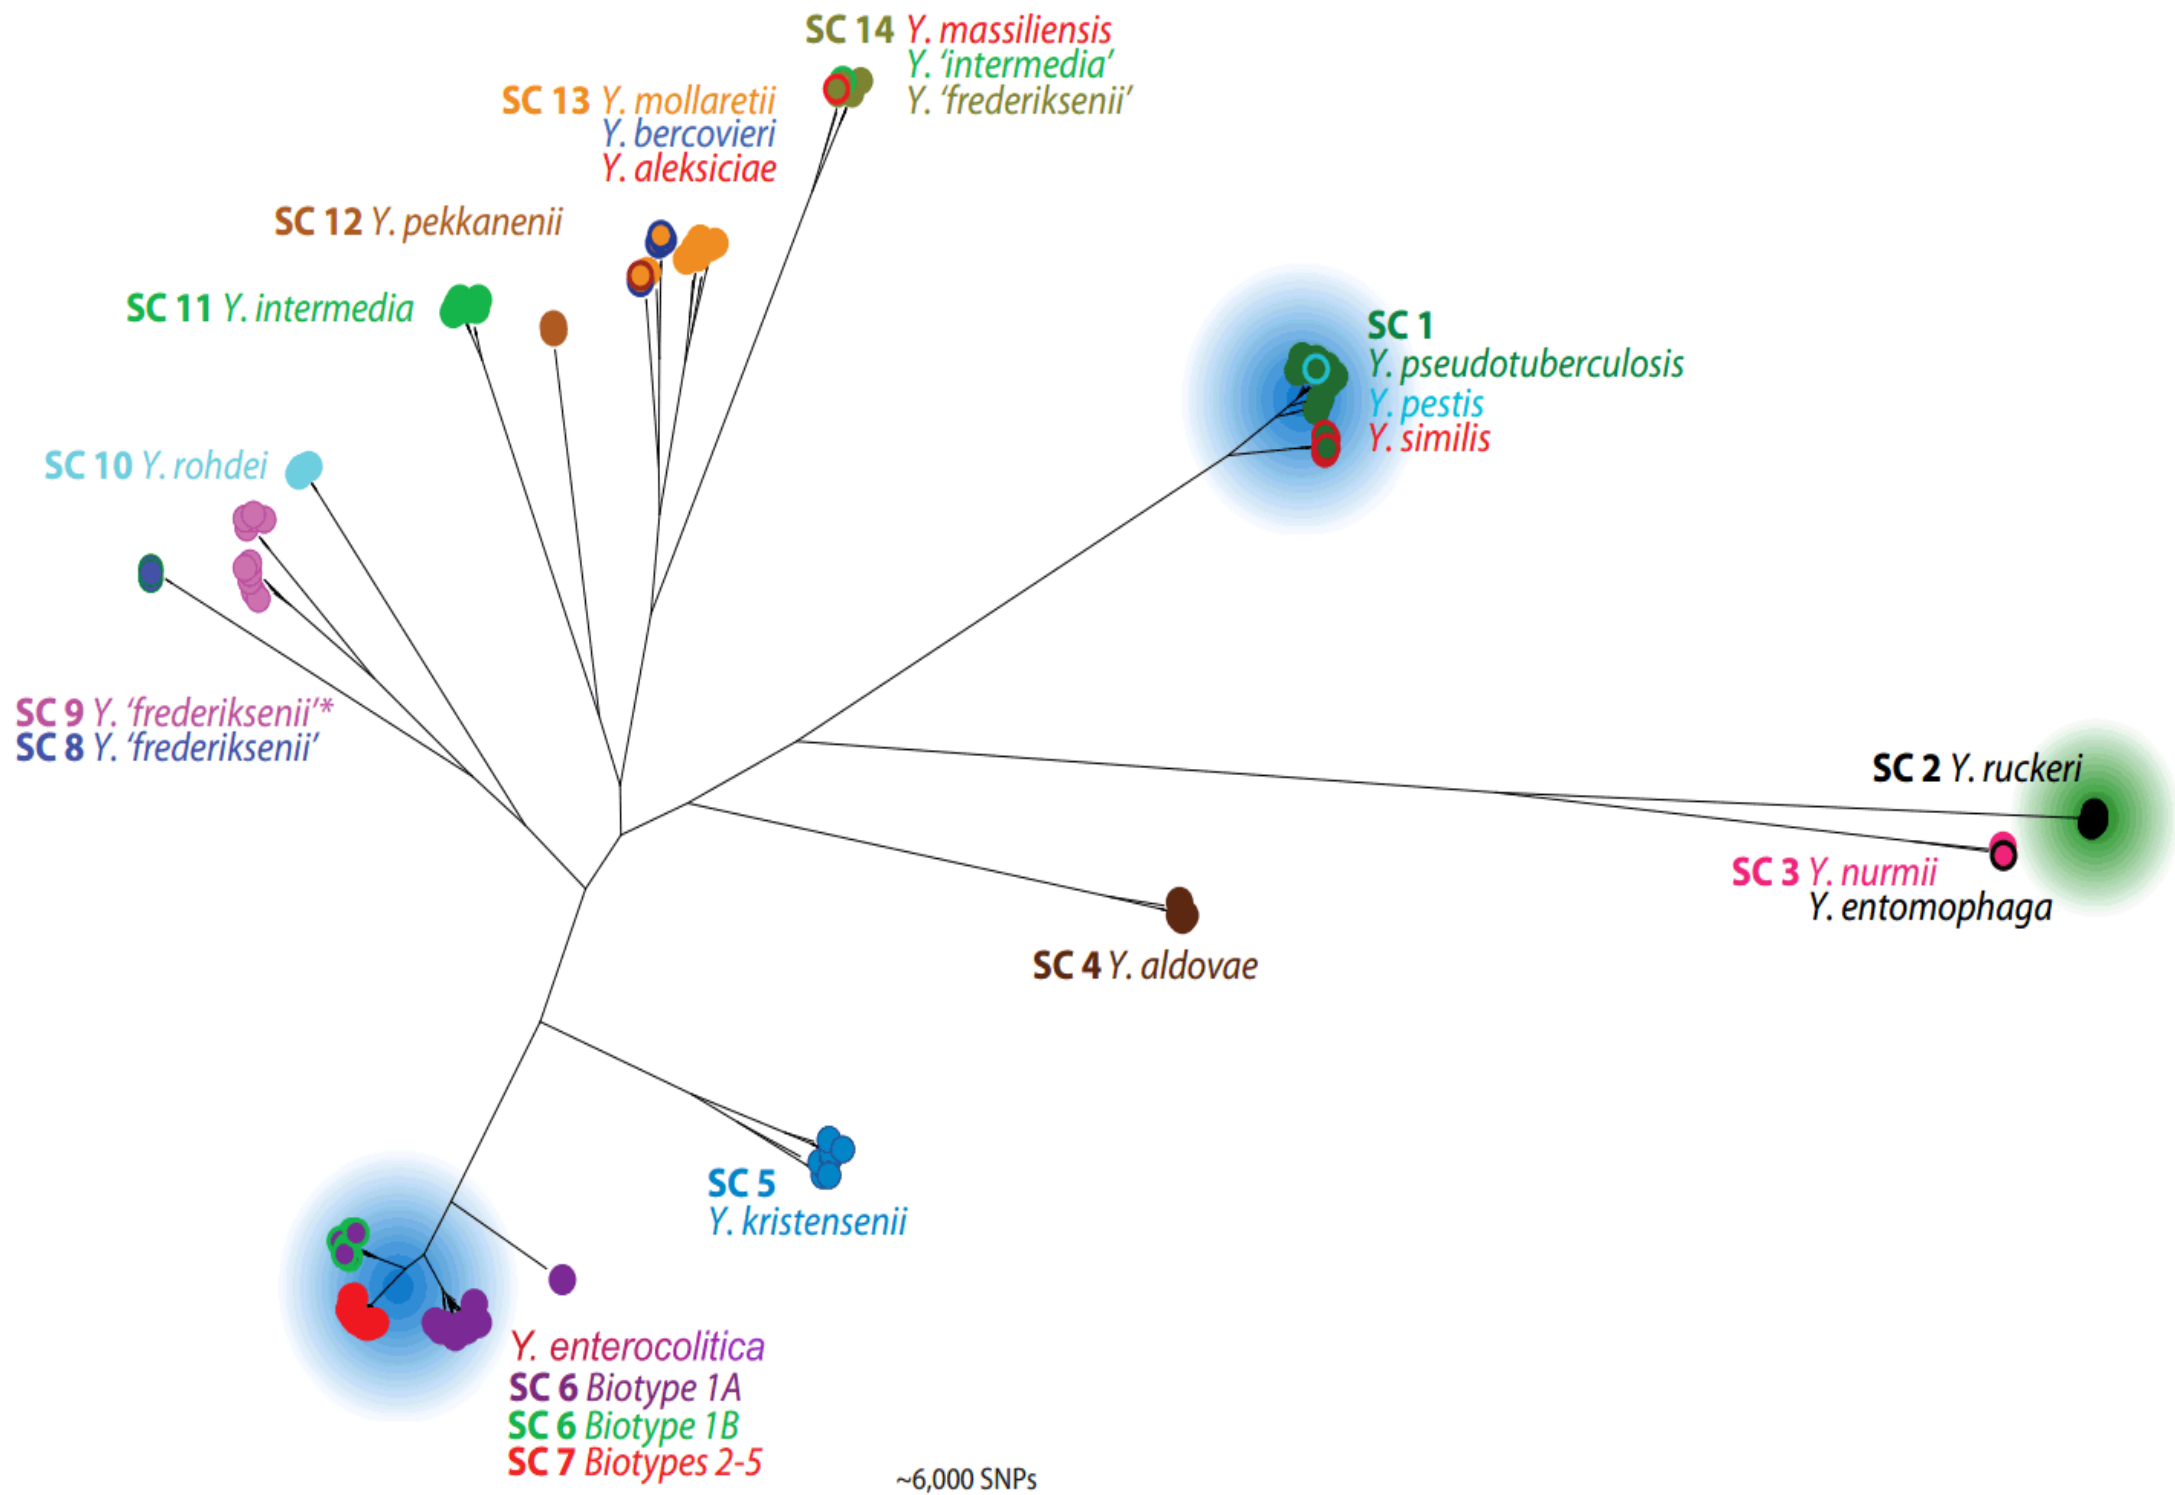 SC 14 Y. massiliensis
Y. ‘intermedia’
Y. ‘frederiksenii’
SC 13 Y. mollaretii
Y. bercovieri
Y. aleksiciae
SC 12 Y. pekkanenii
SC 11 Y. intermedia
SC 1
Y. pseudotuberculosis
Y. pestis
Y. similis
SC 10 Y. rohdei
SC 9 Y. ‘frederiksenii’*
SC 8 Y. ‘frederiksenii’
SC 2 Y. ruckeri
SC 3 Y. nurmii
Y. entomophaga
SC 4 Y. aldovae
SC 5
Y. kristensenii
Y. enterocolitica
SC 6 Biotype 1A
SC 6 Biotype 1B
SC 7 Biotypes 2-5
~6,000 SNPs